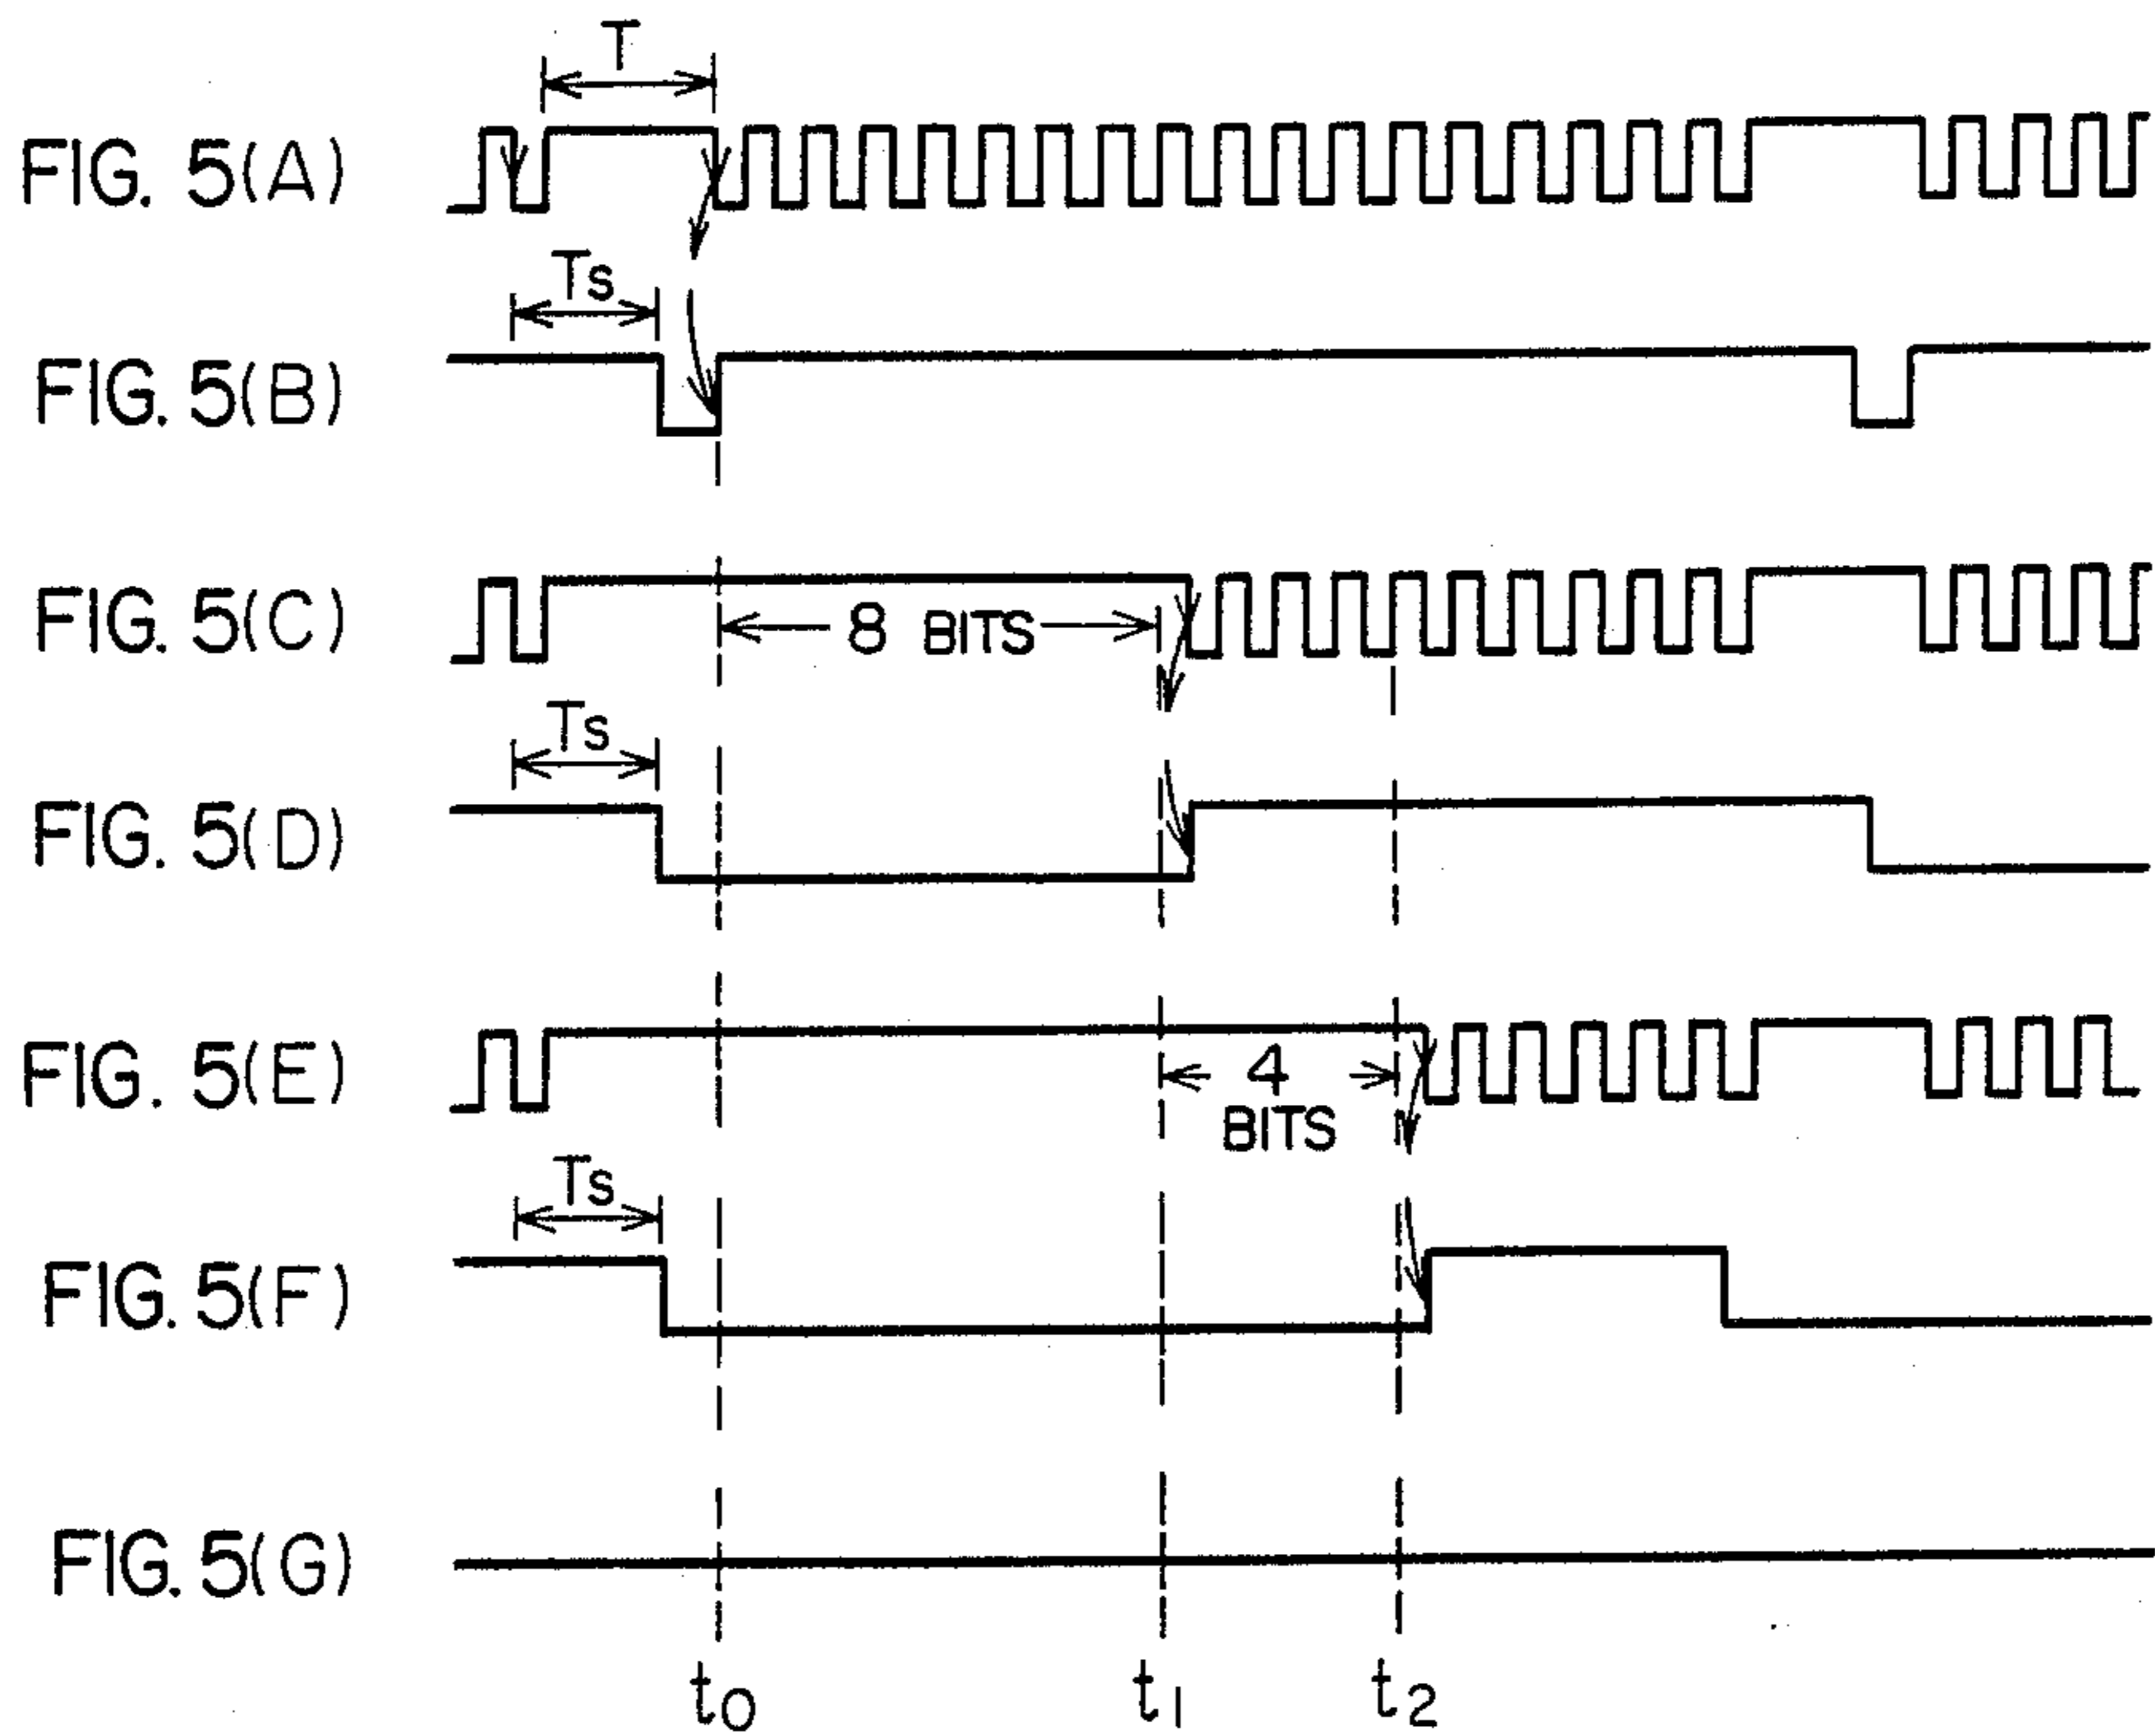 T
FIG. 5(A)
Ts
FIG. 5(B)
FIG. 5(C)
8 BITS
Ts
FIG. 5(D)
FIG. 5(E)
4
BITS
Ts
FIG. 5(F)
FIG. 5(G)
t0 t1 t2